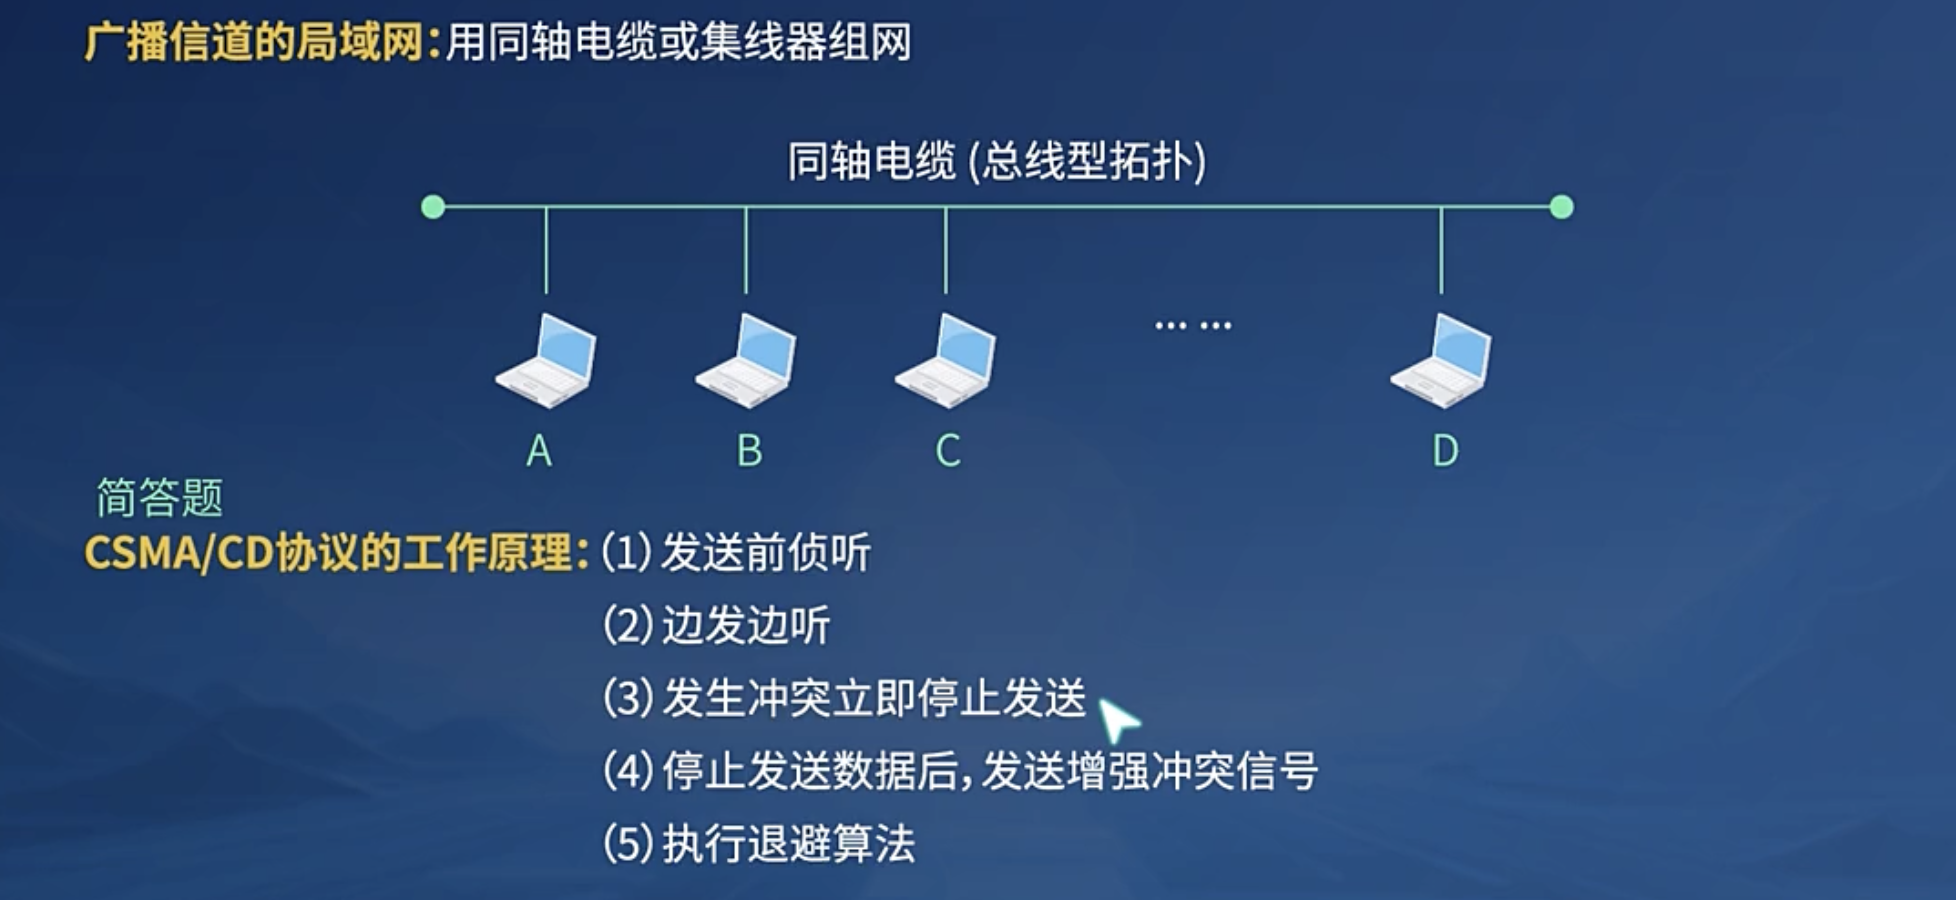 广播信道的局域网：用同轴电缆或集线器组网
同轴电缆 (总线型拓扑)
… …
A B C D
简答题
CSMA/CD协议的工作原理：（1）发送前侦听
（2）边发边听
（3）发生冲突立即停止发送
（4）停止发送数据后，发送增强冲突信号
（5）执行退避算法